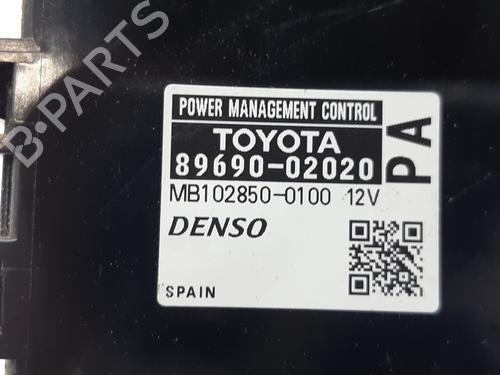 B-PARTS
POWER MANAGEMENT CONTROL
TOYOTA
89690-02020
PA
MB102850-0100 12V
DENSO
SPAIN